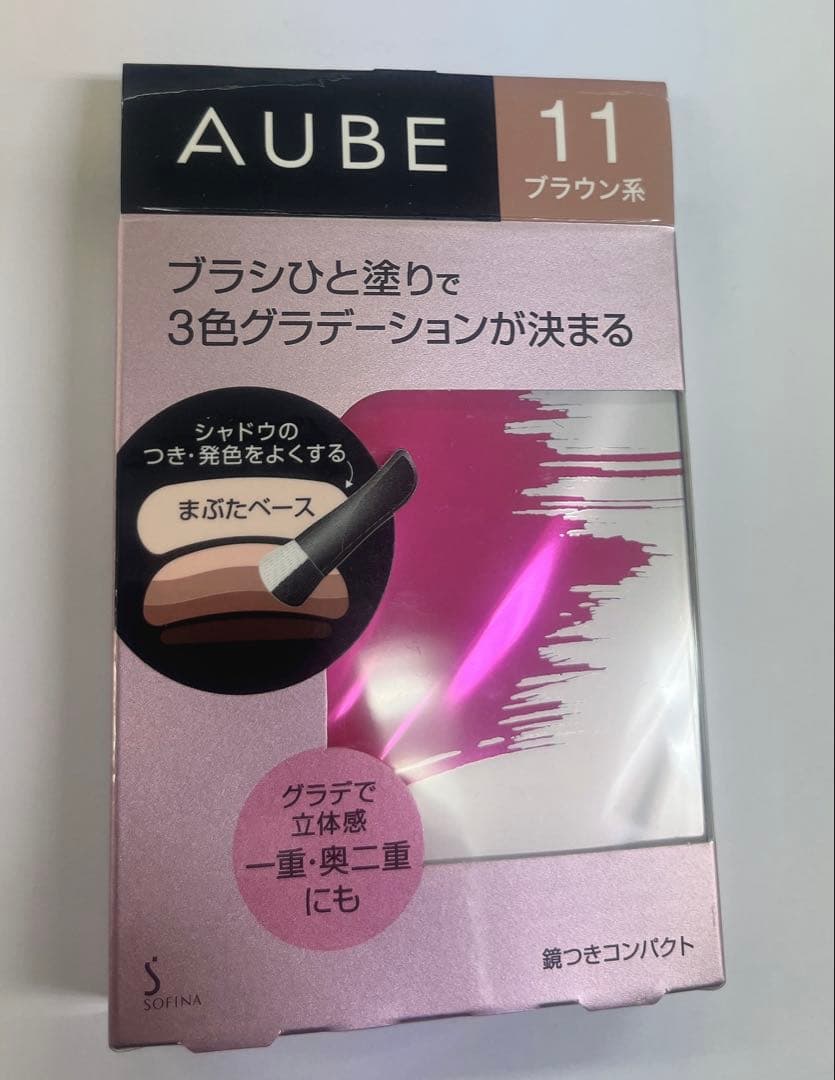 AUBE
11
ブラウン系
ブラシひと塗りで
3色グラデーションが決まる
シャドウの
つき・発色をよくする
まぶたベース
グラデで
立体感
一重・奥二重
にも
鏡つきコンパクト
SOFINA